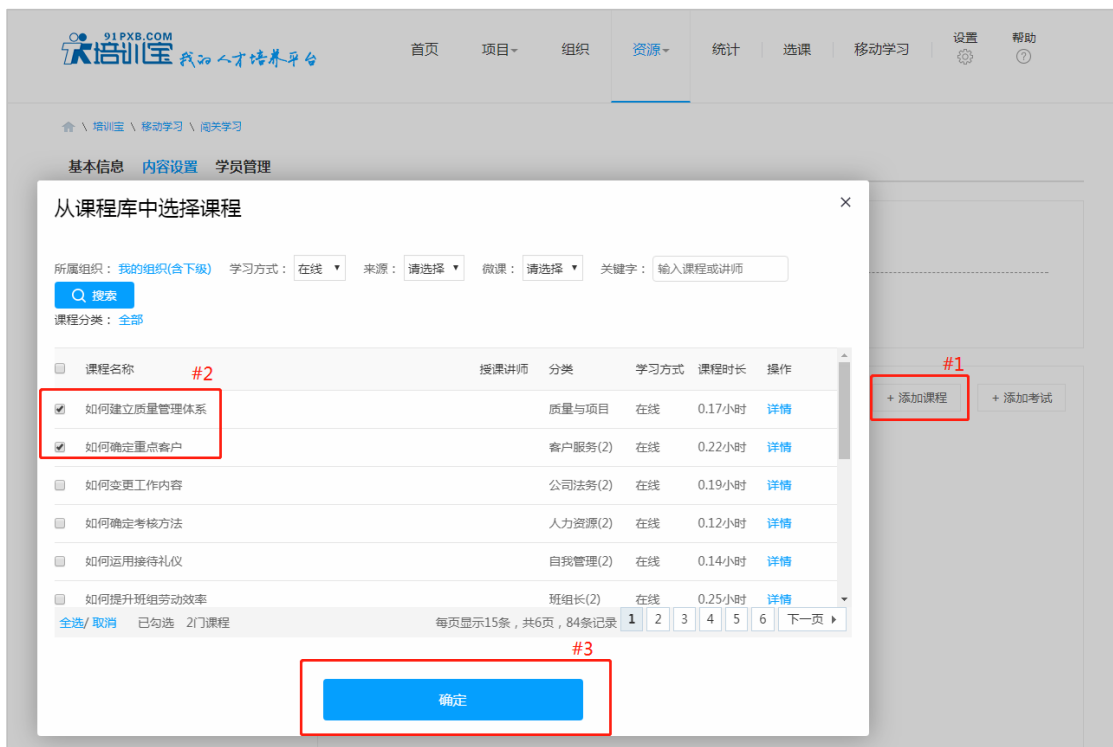 91PXB.COM
培训宝 我的人才培养平台
首页 项目 组织 资源 统计 选课 移动学习 设置 帮助
\ 培训宝 \ 移动学习 \ 闯关学习
基本信息 内容设置 学员管理
从课程库中选择课程 ×
所属组织： 我的组织(含下级) 学习方式： 在线 来源： 请选择 微课： 请选择 关键字： 输入课程或讲师
搜索
课程分类： 全部
#1
+ 添加课程 + 添加考试
#2
课程名称 授课讲师 分类 学习方式 课程时长 操作
如何建立质量管理体系 质量与项目 在线 0.17小时 详情
如何确定重点客户 客户服务(2) 在线 0.22小时 详情
如何变更工作内容 公司法务(2) 在线 0.19小时 详情
如何确定考核方法 人力资源(2) 在线 0.12小时 详情
如何运用接待礼仪 自我管理(2) 在线 0.14小时 详情
如何提升班组劳动效率 班组长(2) 在线 0.25小时 详情
全选/ 取消 已勾选 2门课程 每页显示15条，共6页，84条记录 1 2 3 4 5 6 下一页
#3
确定